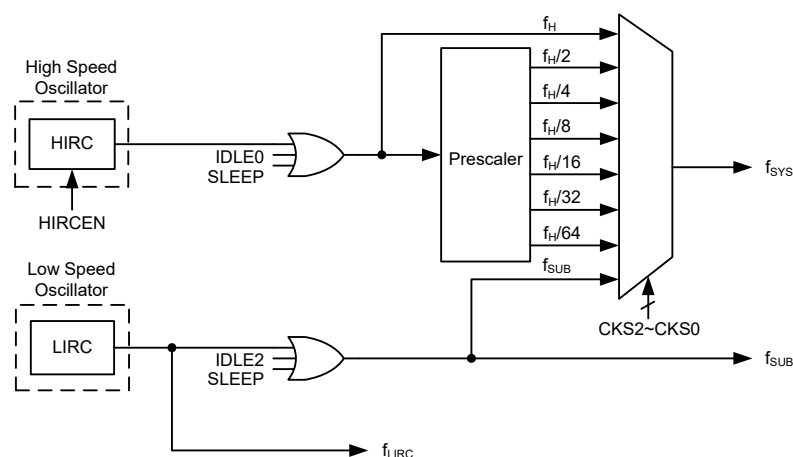 High Speed
Oscillator
HIRC
HIRCEN
IDLE0
SLEEP
Prescaler
fH
fH/2
fH/4
fH/8
fH/16
fH/32
fH/64
fSUB
CKS2~CKS0
fSYS
Low Speed
Oscillator
LIRC
IDLE2
SLEEP
fSUB
fLIRC